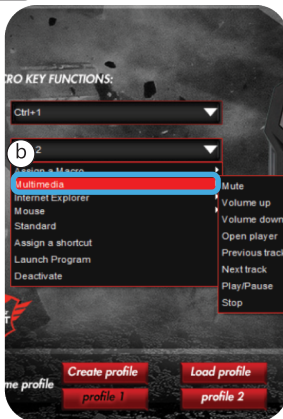 RO KEY FUNCTIONS:
Ctrl+1
b 2
Assign a Macro
Multimedia
Internet Explorer
Mouse
Standard
Assign a shortcut
Launch Program
Deactivate
Mute
Volume up
Volume down
Open player
Previous track
Next track
Play/Pause
Stop
me profile
Create profile
Load profile
profile 1
profile 2